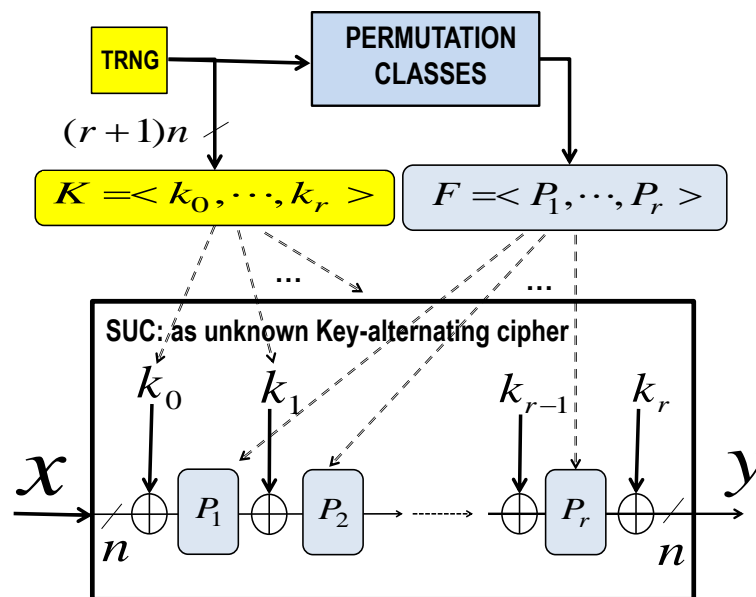 TRNG
PERMUTATION
CLASSES
(r+1)n
K =< k₀, ⋯, kᵣ >
F =< P₁, ⋯, Pᵣ >
...
...
SUC: as unknown Key-alternating cipher
k₀ k₁ kᵣ₋₁ kᵣ
x y
P₁ P₂ Pᵣ
n n